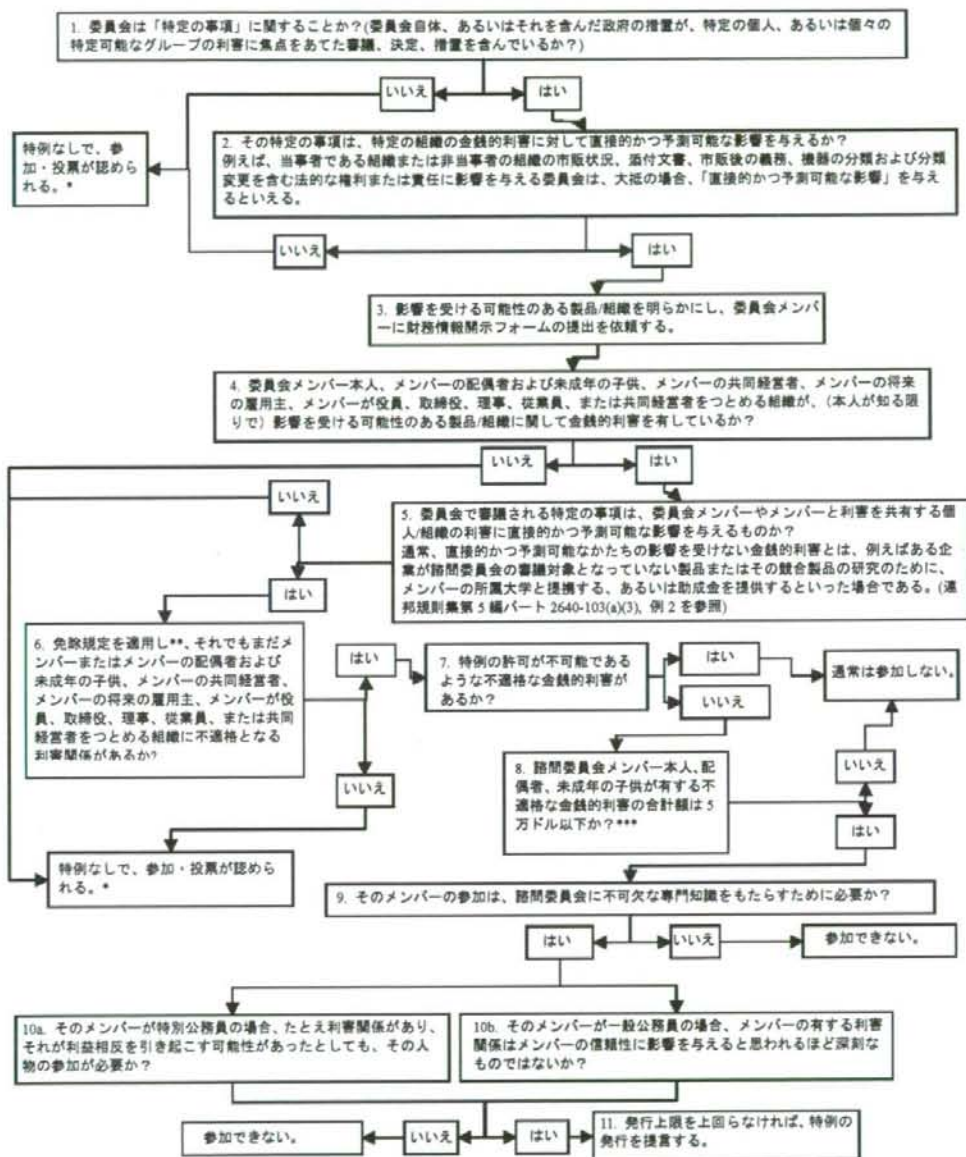 1. 委員会は「特定の事項」に関することか？(委員会自体、あるいはそれを含んだ政府の措置が、特定の個人、あるいは個々の
特定可能なグループの利害に焦点をあてた審議、決定、措置を含んでいるか？)
いいえ
はい
特例なしで、参
加・投票が認めら
れる。*
2. その特定の事項は、特定の組織の金銭的利害に対して直接的かつ予測可能な影響を与えるか？
例えば、当事者である組織または非当事者の組織の市販状況、添付文書、市販後の義務、機器の分類および分類
変更を含む法的な権利または責任に影響を与える委員会は、大抵の場合、「直接的かつ予測可能な影響」を与え
るといえる。
いいえ
はい
3. 影響を受ける可能性のある製品/組織を明らかにし、委員会メンバ
ーに財務情報開示フォームの提出を依頼する。
4. 委員会メンバー本人、メンバーの配偶者および未成年の子供、メンバーの共同経営者、メンバーの将来
の雇用主、メンバーが役員、取締役、理事、従業員、または共同経営者をつとめる組織が、（本人が知る限
りで）影響を受ける可能性のある製品/組織に関して金銭的利害を有しているか？
いいえ
はい
いいえ
5. 委員会で審議される特定の事項は、委員会メンバーやメンバーと利害を共有する個
人/組織の利害に直接的かつ予測可能な影響を与えるものか？
通常、直接的かつ予測可能なかたちの影響を受けない金銭的利害とは、例えばある企
業が諮問委員会の審議対象となっていない製品またはその競合製品の研究のために、
メンバーの所属大学と提携する、あるいは助成金を提供するといった場合である。(連
邦規則集第 5 編パート 2640-103(a)(3), 例 2 を参照)
はい
6. 免除規定を適用し**、それでもまだメ
ンバーまたはメンバーの配偶者および
未成年の子供、メンバーの共同経営者、
メンバーの将来の雇用主、メンバーが役
員、取締役、理事、従業員、または共同
経営者をつとめる組織に不適格となる
利害関係があるか?
はい
7. 特例の許可が不可能であ
るような不適格な金銭的利害が
あるか？
はい
いいえ
通常は参加しない。
いいえ
8. 諮問委員会メンバー本人、配
偶者、未成年の子供が有する不
適格な金銭的利害の合計額は 5
万ドル以下か？***
いいえ
はい
特例なしで、参加・投票が認めら
れる。*
9. そのメンバーの参加は、諮問委員会に不可欠な専門知識をもたらすために必要か？
はい
いいえ
参加できない。
10a. そのメンバーが特別公務員の場合、たとえ利害関係があり、
それが利益相反を引き起こす可能性があったとしても、その人
物の参加が必要か？
10b. そのメンバーが一般公務員の場合、メンバーの有する利害
関係はメンバーの信頼性に影響を与えると思われるほど深刻な
ものではないか？
参加できない。
いいえ
はい
11. 発行上限を上回らなければ、特例の
発行を提言する。